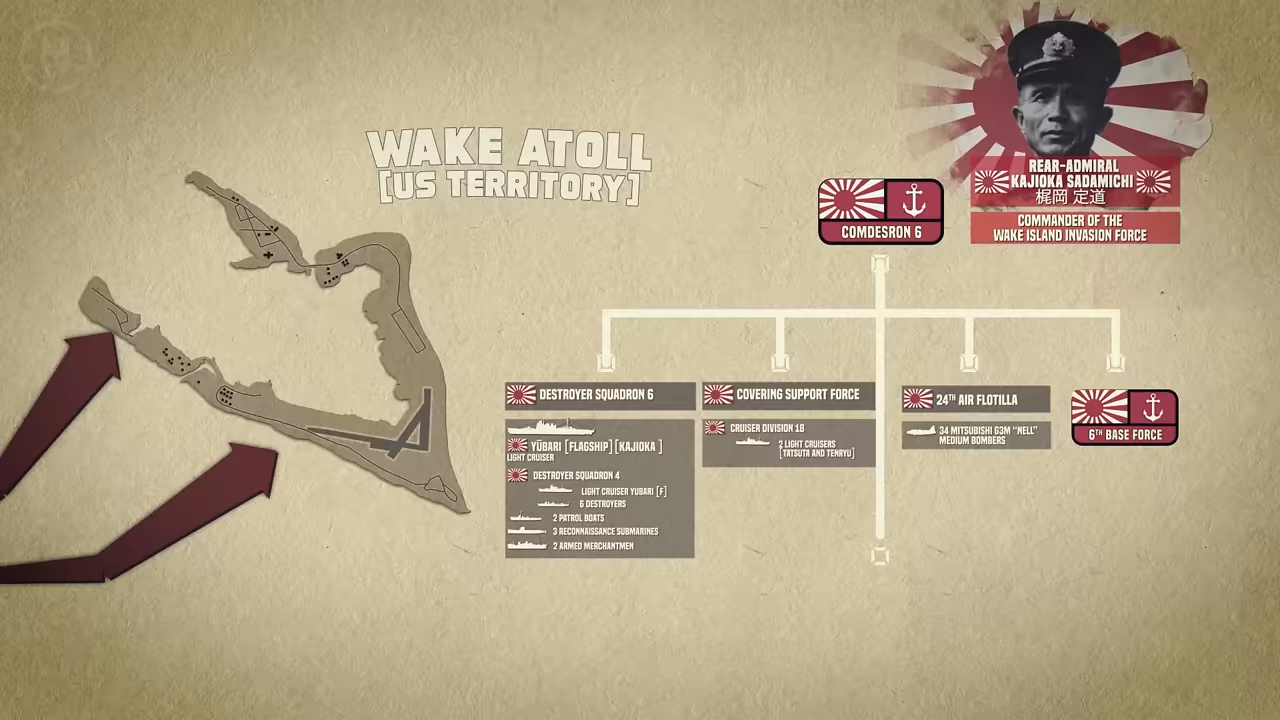 WAKE ATOLL
[US TERRITORY]
REAR-ADMIRAL
KAJIOKA SADAMICHI
梶岡 定道
COMMANDER OF THE
WAKE ISLAND INVASION FORCE
COMDESRON 6
DESTROYER SQUADRON 6
YŪBARI [FLAGSHIP] [KAJIOKA ]
LIGHT CRUISER
DESTROYER SQUADRON 4
LIGHT CRUISER YUBARI [F]
6 DESTROYERS
2 PATROL BOATS
3 RECONNAISSANCE SUBMARINES
2 ARMED MERCHANTMEN
COVERING SUPPORT FORCE
CRUISER DIVISION 18
2 LIGHT CRUISERS
[TATSUTA AND TENRYU]
24TH AIR FLOTILLA
34 MITSUBISHI G3M "NELL"
MEDIUM BOMBERS
6TH BASE FORCE